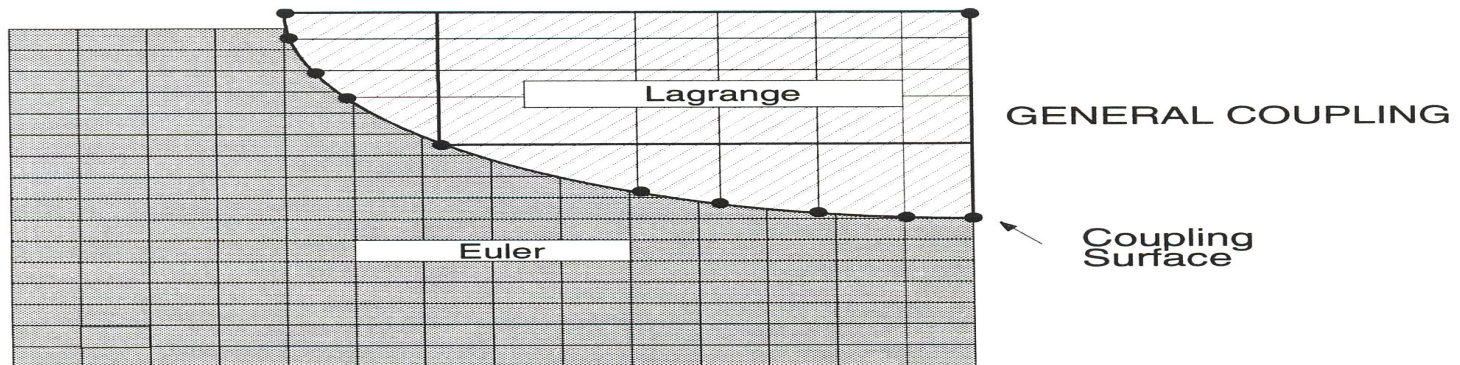 Lagrange
GENERAL COUPLING
Euler
Coupling
Surface